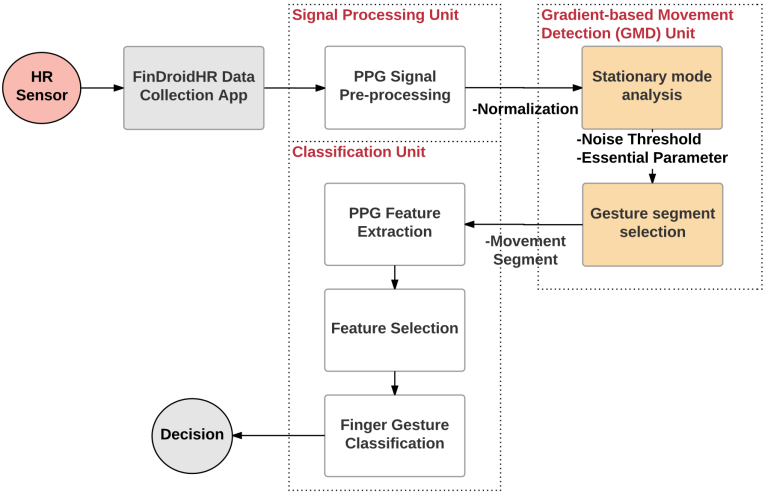 Signal Processing Unit
Gradient-based Movement
Detection (GMD) Unit
HR
Sensor
FinDroidHR Data
Collection App
PPG Signal
Pre-processing
-Normalization
Stationary mode
analysis
-Noise Threshold
-Essential Parameter
Gesture segment
selection
-Movement
Segment
Classification Unit
PPG Feature
Extraction
Feature Selection
Finger Gesture
Classification
Decision